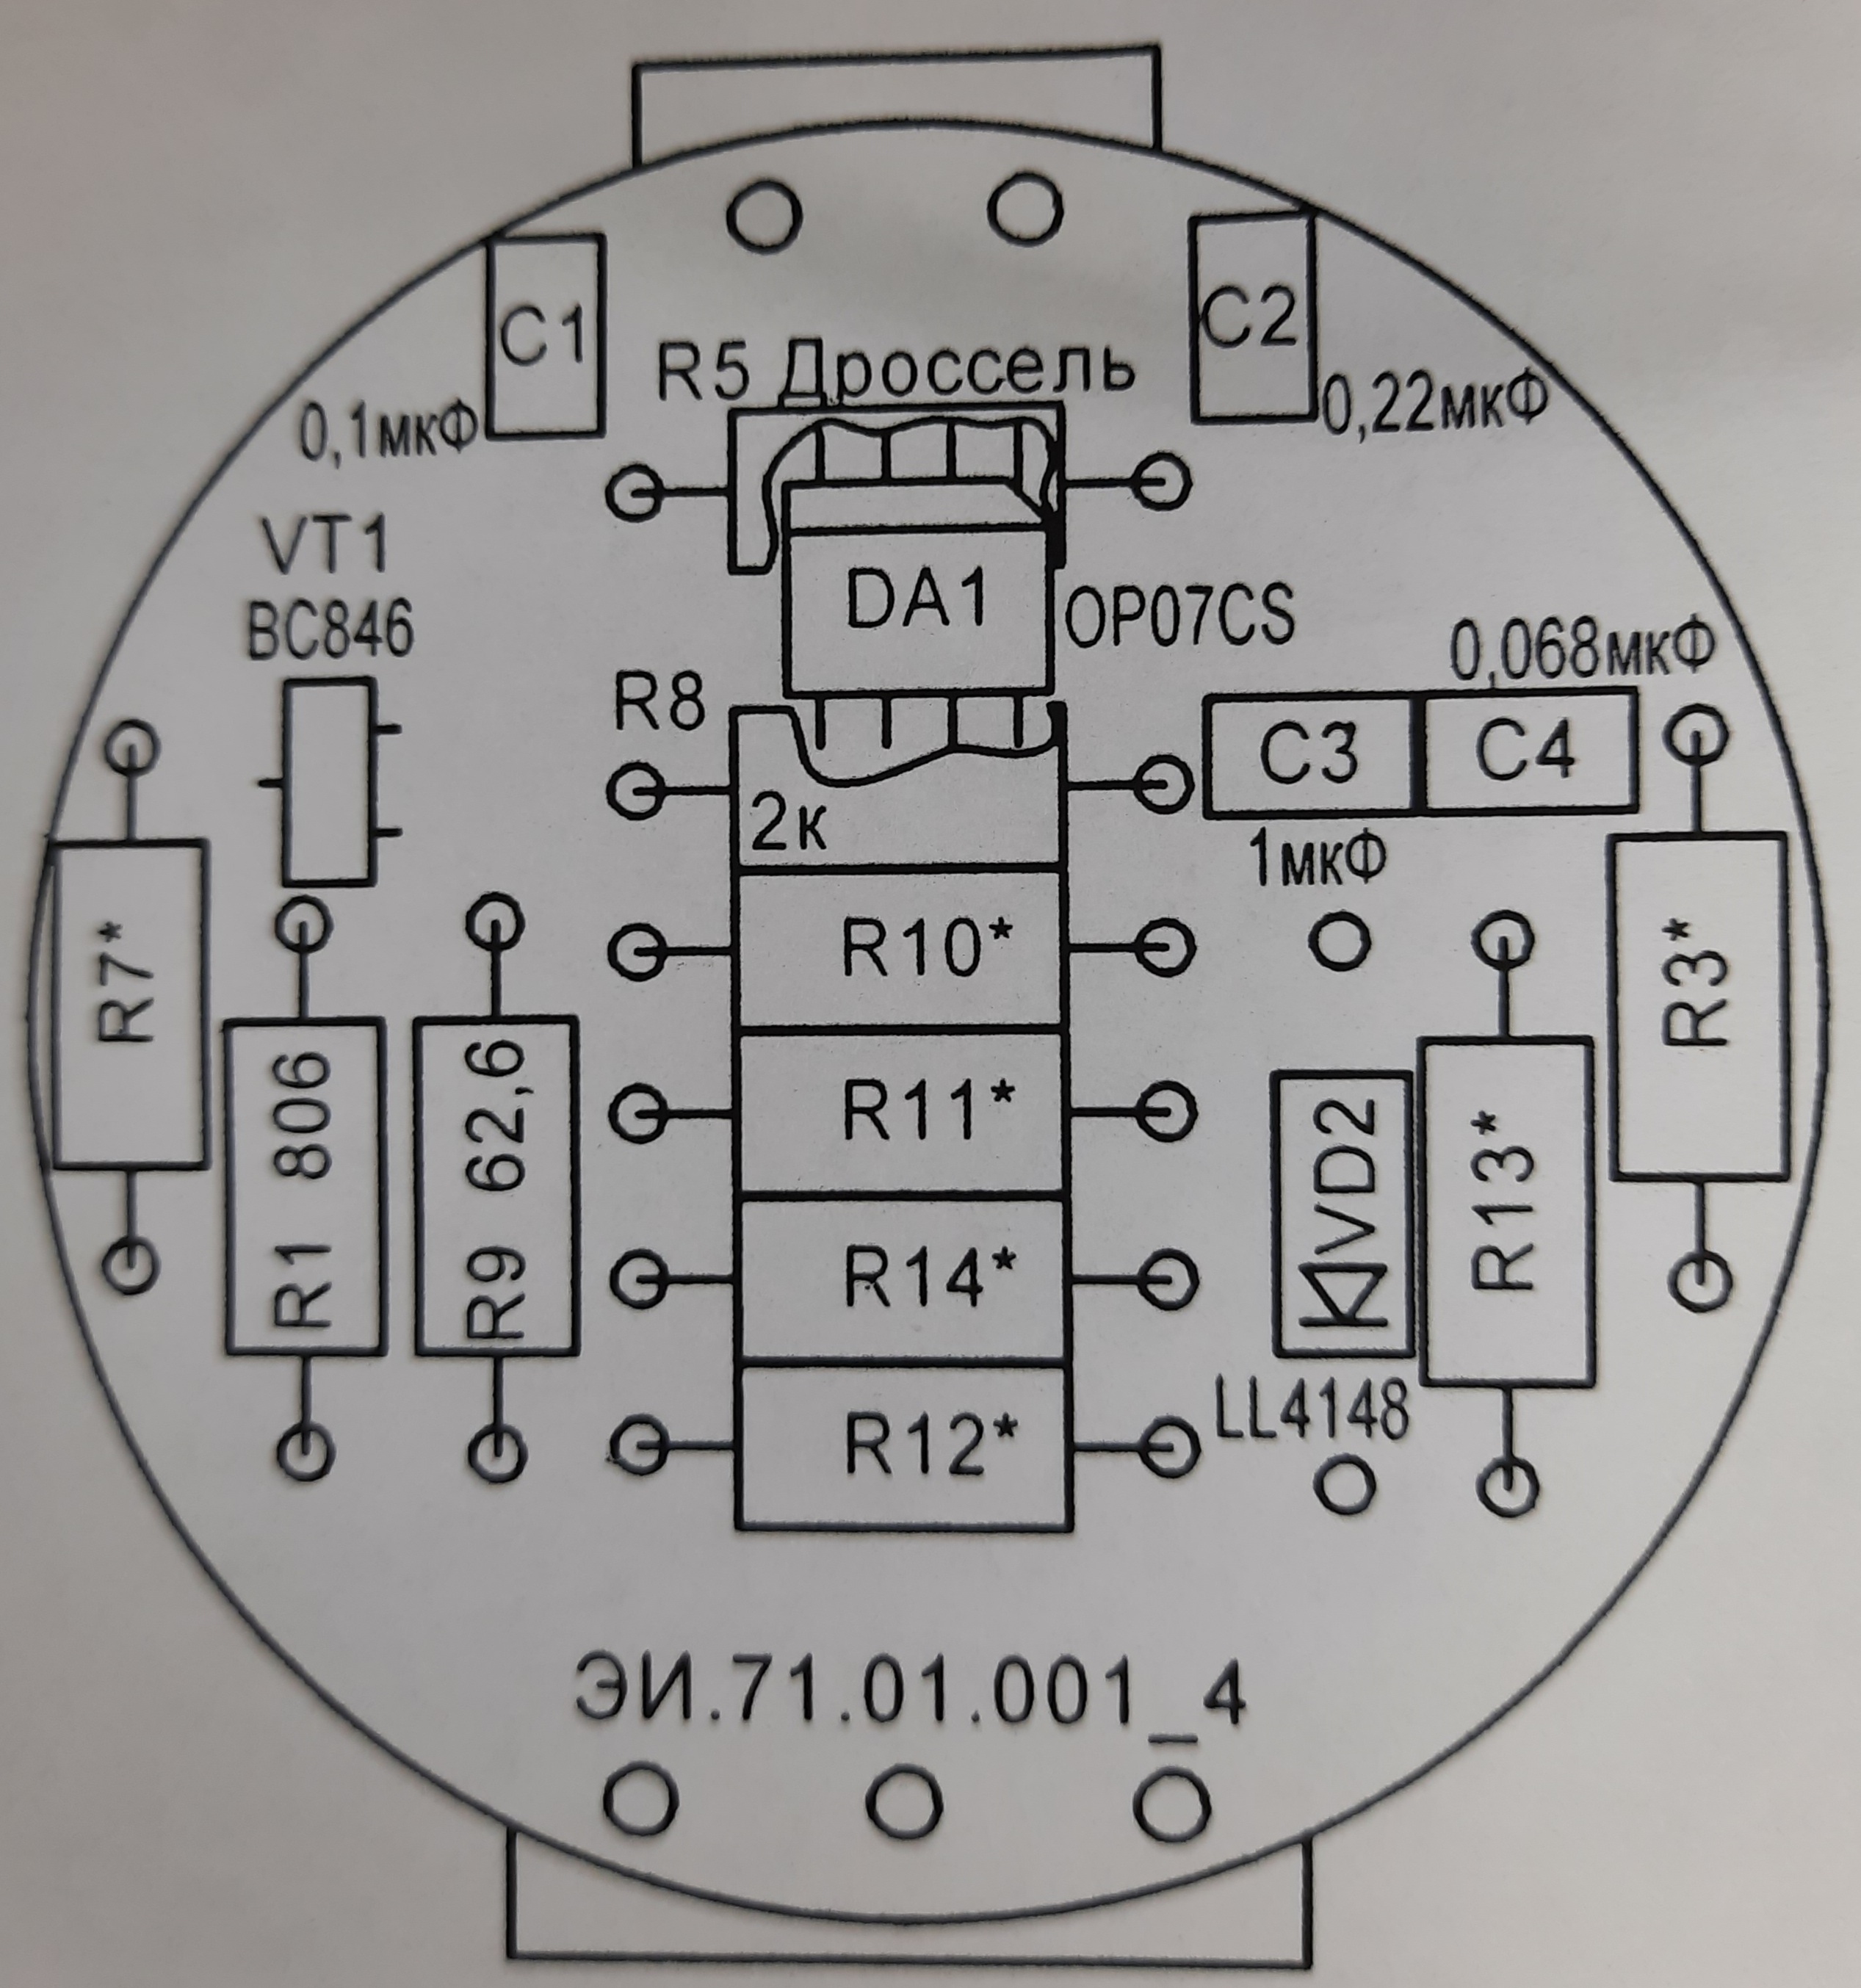 C1
C2
R5 Дроссель
0,1мкФ
0,22мкФ
VT1
BC846
DA1
OP07CS
0,068мкФ
R8
C3
C4
2к
1мкФ
R7*
R10*
R3*
R1 806
R9 62,6
R11*
VD2
R13*
R14*
LL4148
R12*
ЭИ.71.01.001_4